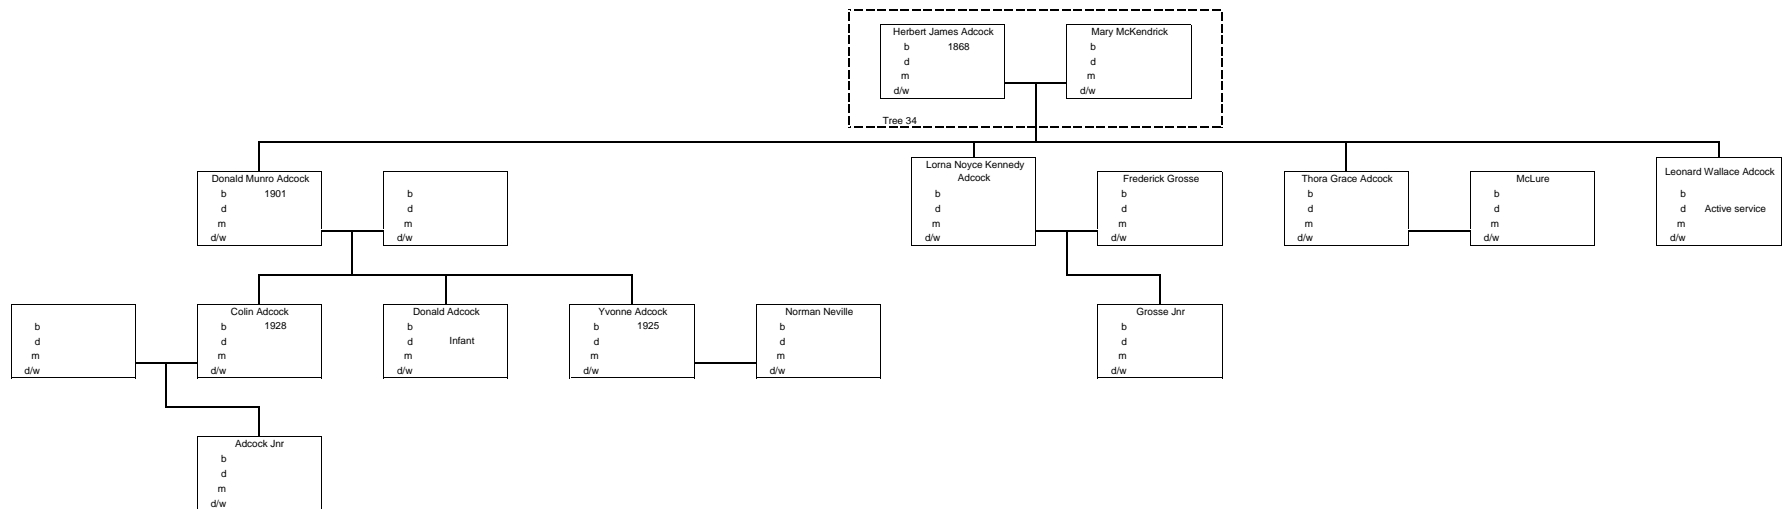 Herbert James Adcock
b 1868
d
m
d/w
Mary McKendrick
b
d
m
d/w
Tree 34
Donald Munro Adcock
b 1901
d
m
d/w
b
d
m
d/w
Lorna Noyce Kennedy
Adcock
b
d
m
d/w
Frederick Grosse
b
d
m
d/w
Thora Grace Adcock
b
d
m
d/w
McLure
b
d
m
d/w
Leonard Wallace Adcock
b
d Active service
m
d/w
b
d
m
d/w
Colin Adcock
b 1928
d
m
d/w
Donald Adcock
b
d Infant
m
d/w
Yvonne Adcock
b 1925
d
m
d/w
Norman Neville
b
d
m
d/w
Grosse Jnr
b
d
m
d/w
Adcock Jnr
b
d
m
d/w